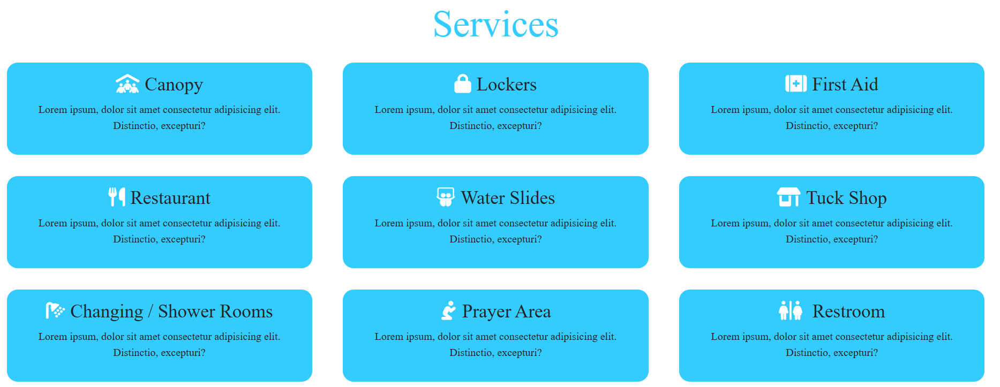 Services
Canopy
Lorem ipsum, dolor sit amet consectetur adipisicing elit.
Distinctio, excepturi?
Lockers
Lorem ipsum, dolor sit amet consectetur adipisicing elit.
Distinctio, excepturi?
First Aid
Lorem ipsum, dolor sit amet consectetur adipisicing elit.
Distinctio, excepturi?
Restaurant
Lorem ipsum, dolor sit amet consectetur adipisicing elit.
Distinctio, excepturi?
Water Slides
Lorem ipsum, dolor sit amet consectetur adipisicing elit.
Distinctio, excepturi?
Tuck Shop
Lorem ipsum, dolor sit amet consectetur adipisicing elit.
Distinctio, excepturi?
Changing / Shower Rooms
Lorem ipsum, dolor sit amet consectetur adipisicing elit.
Distinctio, excepturi?
Prayer Area
Lorem ipsum, dolor sit amet consectetur adipisicing elit.
Distinctio, excepturi?
Restroom
Lorem ipsum, dolor sit amet consectetur adipisicing elit.
Distinctio, excepturi?